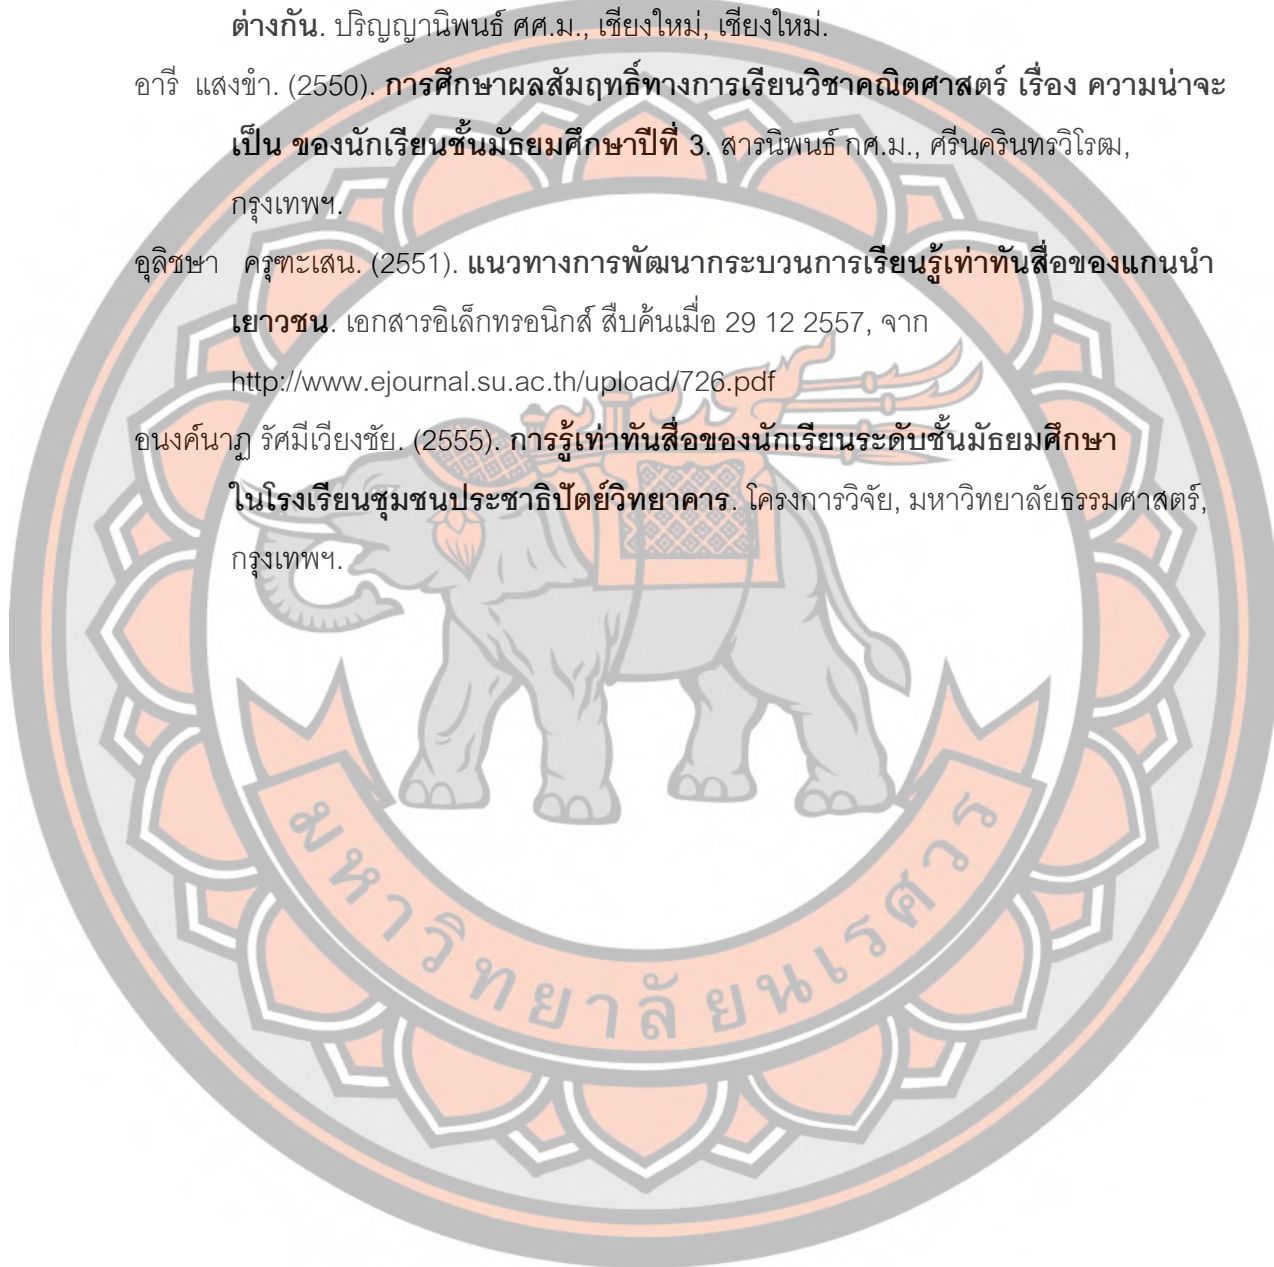 ต่างกัน. ปริญญานิพนธ์ ศศ.ม., เชียงใหม่, เชียงใหม่.
อารี แสงขำ. (2550). การศึกษาผลสัมฤทธิ์ทางการเรียนวิชาคณิตศาสตร์ เรื่อง ความน่าจะ
เป็น ของนักเรียนชั้นมัธยมศึกษาปีที่ 3. สารนิพนธ์ กศ.ม., ศรีนครินทรวิโรฒ,
กรุงเทพฯ.
อุลิชษา ครุฑะเสน. (2551). แนวทางการพัฒนากระบวนการเรียนรู้เท่าทันสื่อของแกนนำ
เยาวชน. เอกสารอิเล็กทรอนิกส์ สืบค้นเมื่อ 29 12 2557, จาก
http://www.ejournal.su.ac.th/upload/726.pdf
อนงค์นาฏ รัศมีเวียงชัย. (2555). การรู้เท่าทันสื่อของนักเรียนระดับชั้นมัธยมศึกษา
ในโรงเรียนชุมชนประชาธิปัตย์วิทยาคาร. โครงการวิจัย, มหาวิทยาลัยธรรมศาสตร์,
กรุงเทพฯ.
มหาวิทยาลัยนเรศวร